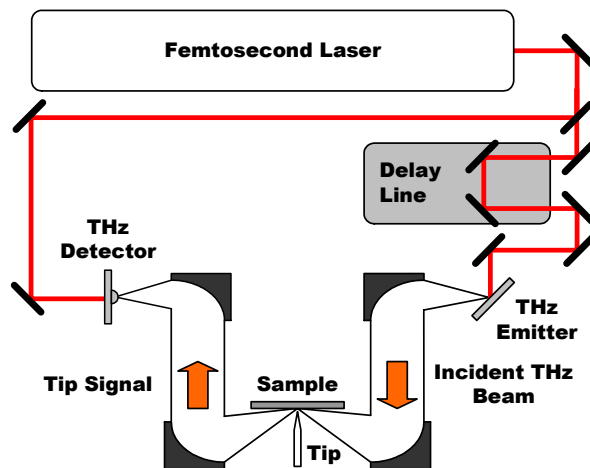 Femtosecond Laser
Delay
Line
THz
Detector
THz
Emitter
Tip Signal
Sample
Incident THz
Beam
Tip